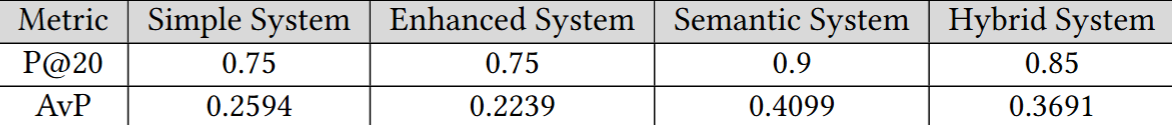 Metric Simple System Enhanced System Semantic System Hybrid System
P@20 0.75 0.75 0.9 0.85
AvP 0.2594 0.2239 0.4099 0.3691